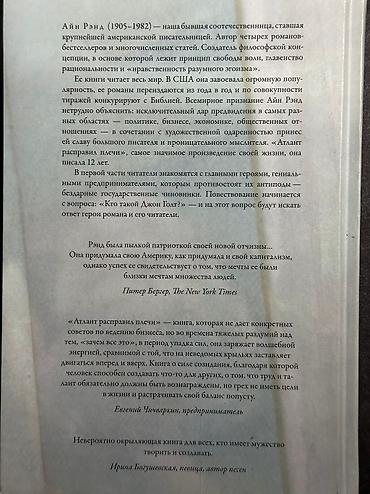 Айн Рэнд (1905–1982) — наша бывшая соотечественница, ставшая
крупнейшей американской писательницей. Автор четырех романов-
бестселлеров и многочисленных статей. Создатель философской кон-
цепции, в основе которой лежит принцип свободы воли, главенство
рациональности и «нравственность разумного эгоизма».
Ее книги читает весь мир. В США она завоевала огромную попу-
лярность, ее романы переиздаются из года в год и по совокупности
тиражей конкурируют с Библией. Всемирное признание Айн Рэнд
нетрудно объяснить: исключительный дар предвидения в самых раз-
ных областях — политике, бизнесе, экономике, общественных от-
ношениях — в сочетании с художественной одаренностью принес
ей славу большого писателя и проницательного мыслителя. «Атлант
расправил плечи», самое значимое произведение своей жизни, она
писала 12 лет.
В первой части читатели знакомятся с главными героями, гениаль-
ными предпринимателями, которым противостоят их антиподы —
бездарные государственные чиновники. Повествование начинается
с вопроса: «Кто такой Джон Голт?» — и на этот вопрос будут искать
ответ герои романа и его читатели.
Рэнд была пылкой патриоткой своей новой отчизны...
Она придумала свою Америку, как придумала и свой капитализм,
однако успех ее свидетельствует о том, что мечты ее были
близки мечтам множества людей.
Питер Бергер, The New York Times
«Атлант расправил плечи» — книга, которая не дает конкретных
советов по ведению бизнеса, но во времена тяжелых раздумий над
тем, «зачем все это», в период упадка сил, она заряжает волшебной
энергией, сравнимой с той, что на неведомых крыльях заставляет
двигаться вперед и вверх. Книга о силе созидания, благодаря которой
человек способен создавать что-то для других, о том, что труд и та-
лант обязательно должны быть вознаграждены, но грех не иметь цели
в жизни и растрачивать свой баланс попусту.
Евгений Чичваркин, предприниматель
Невероятно окрыляющая книга для всех, кто имеет мужество
творить и создавать.
Ирина Богушевская, певица, автор песен